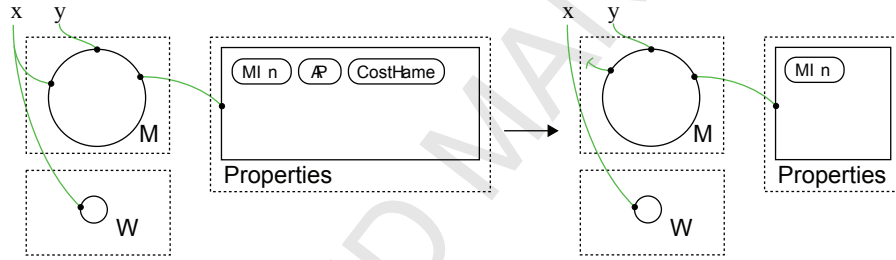 x y x y
MI n AP CostHame MI n
M M
Properties Properties
W W